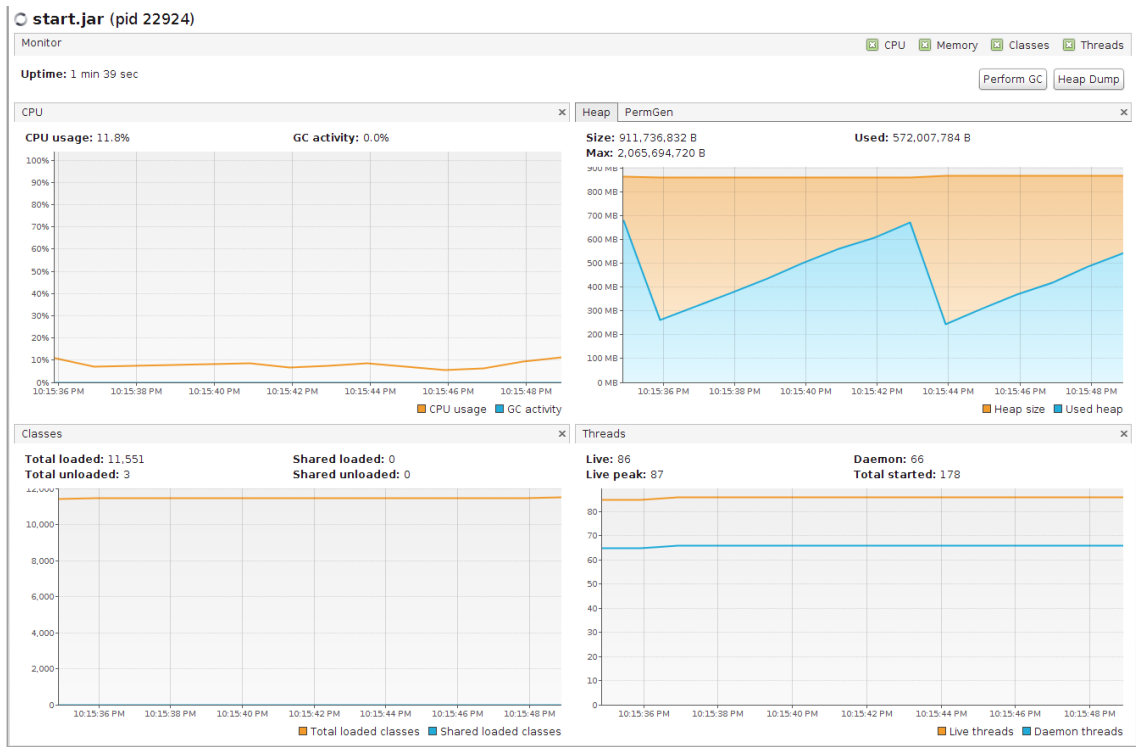 start.jar (pid 22924)
Monitor
CPU Memory Classes Threads
Uptime: 1 min 39 sec
Perform GC Heap Dump
CPU
CPU usage: 11.8% GC activity: 0.0%
100%
90%
80%
70%
60%
50%
40%
30%
20%
10%
0%
10:15:36 PM 10:15:38 PM 10:15:40 PM 10:15:42 PM 10:15:44 PM 10:15:46 PM 10:15:48 PM
CPU usage GC activity
Heap PermGen
Size: 911,736,832 B Used: 572,007,784 B
Max: 2,065,694,720 B
900 MB
800 MB
700 MB
600 MB
500 MB
400 MB
300 MB
200 MB
100 MB
0 MB
10:15:36 PM 10:15:38 PM 10:15:40 PM 10:15:42 PM 10:15:44 PM 10:15:46 PM 10:15:48 PM
Heap size Used heap
Classes
Total loaded: 11,551 Shared loaded: 0
Total unloaded: 3 Shared unloaded: 0
12,000
10,000
8,000
6,000
4,000
2,000
0
10:15:36 PM 10:15:38 PM 10:15:40 PM 10:15:42 PM 10:15:44 PM 10:15:46 PM 10:15:48 PM
Total loaded classes Shared loaded classes
Threads
Live: 86 Daemon: 66
Live peak: 87 Total started: 178
80
70
60
50
40
30
20
10
0
10:15:36 PM 10:15:38 PM 10:15:40 PM 10:15:42 PM 10:15:44 PM 10:15:46 PM 10:15:48 PM
Live threads Daemon threads